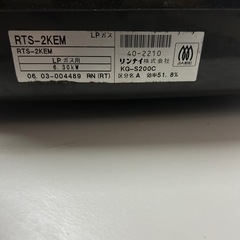 RTS-2KEM LPガス
RTS-2KEM
LPガス用
6.30kW
06.03-004489 RN (RT)
40-2210
リンナイ株式会社
KG-S200C
区分名A 効率51.8%